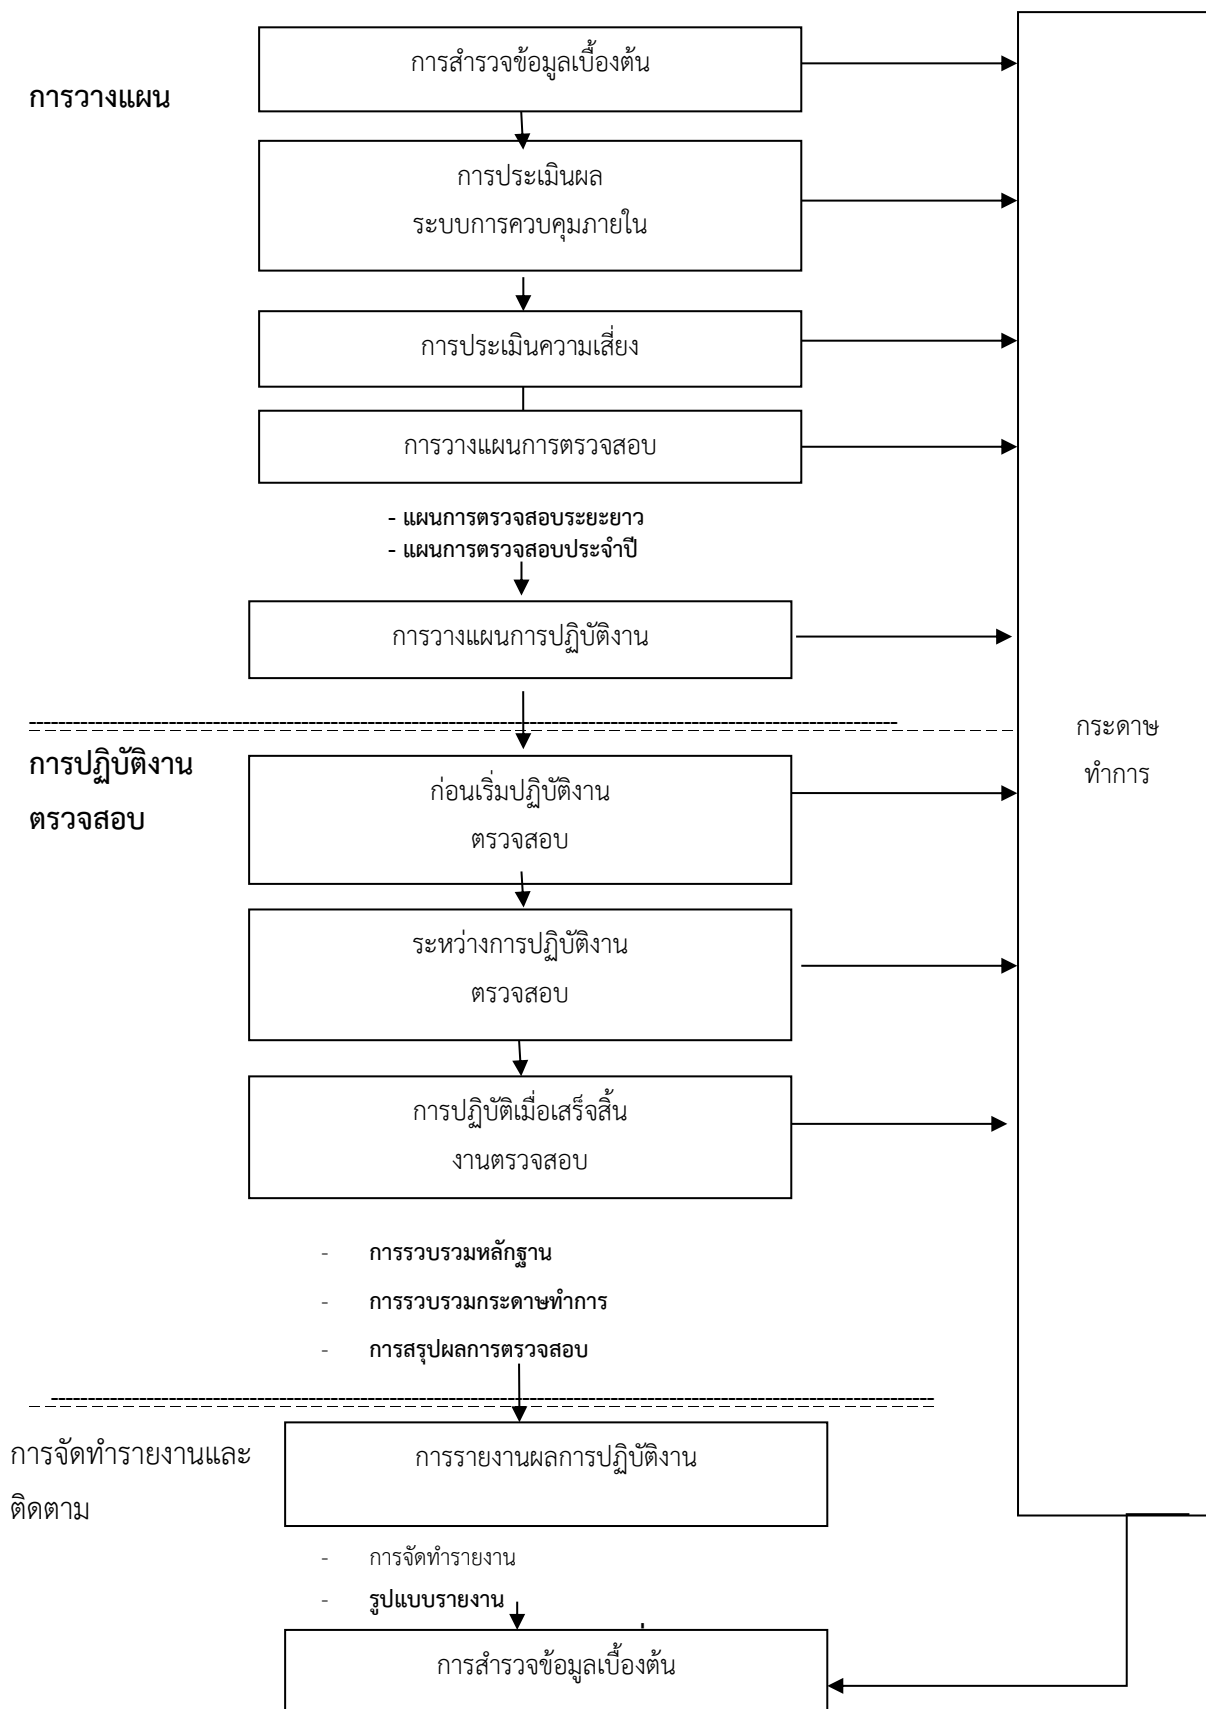 การสำรวจข้อมูลเบื้องต้น
การวางแผน
การประเมินผล
ระบบการควบคุมภายใน
การประเมินความเสี่ยง
การวางแผนการตรวจสอบ
- แผนการตรวจสอบระยะยาว
- แผนการตรวจสอบประจำปี
การวางแผนการปฏิบัติงาน
กระดาษ
ทำการ
การปฏิบัติงาน
ตรวจสอบ
ก่อนเริ่มปฏิบัติงาน
ตรวจสอบ
ระหว่างการปฏิบัติงาน
ตรวจสอบ
การปฏิบัติเมื่อเสร็จสิ้น
งานตรวจสอบ
- การรวบรวมหลักฐาน
- การรวบรวมกระดาษทำการ
- การสรุปผลการตรวจสอบ
การจัดทำรายงานและ
ติดตาม
การรายงานผลการปฏิบัติงาน
- การจัดทำรายงาน
- รูปแบบรายงาน
การสำรวจข้อมูลเบื้องต้น